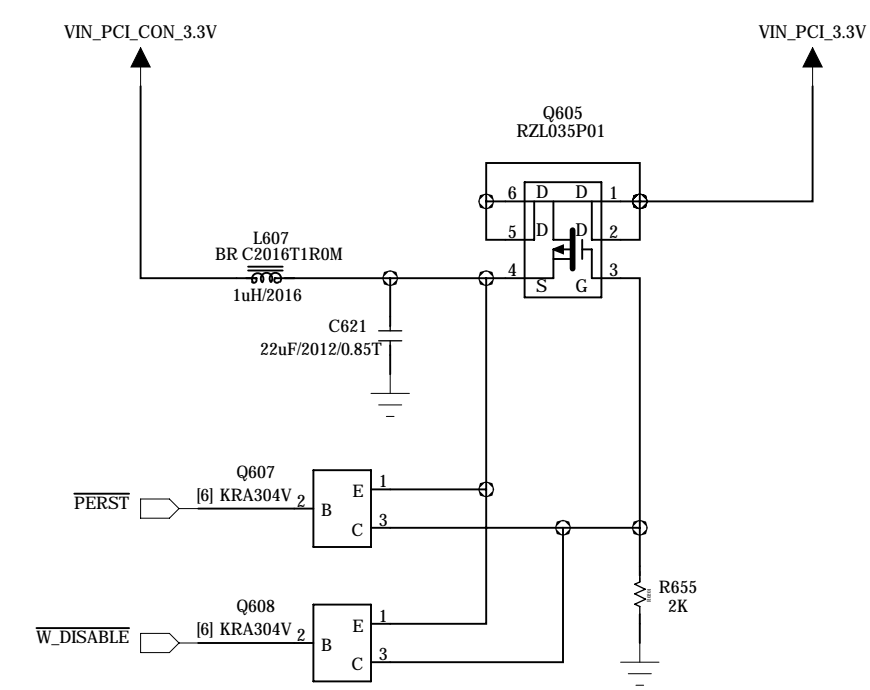 VIN_PCI_CON_3.3V
VIN_PCI_3.3V
Q605
RZL035P01
6 D D 1
5 D D 2
4 S G 3
L607
BR C2016T1R0M
1uH/2016
C621
22uF/2012/0.85T
Q607
PERST
[6] KRA304V 2
B
E 1
C 3
R655
2K
Q608
W_DISABLE
[6] KRA304V 2
B
E 1
C 3